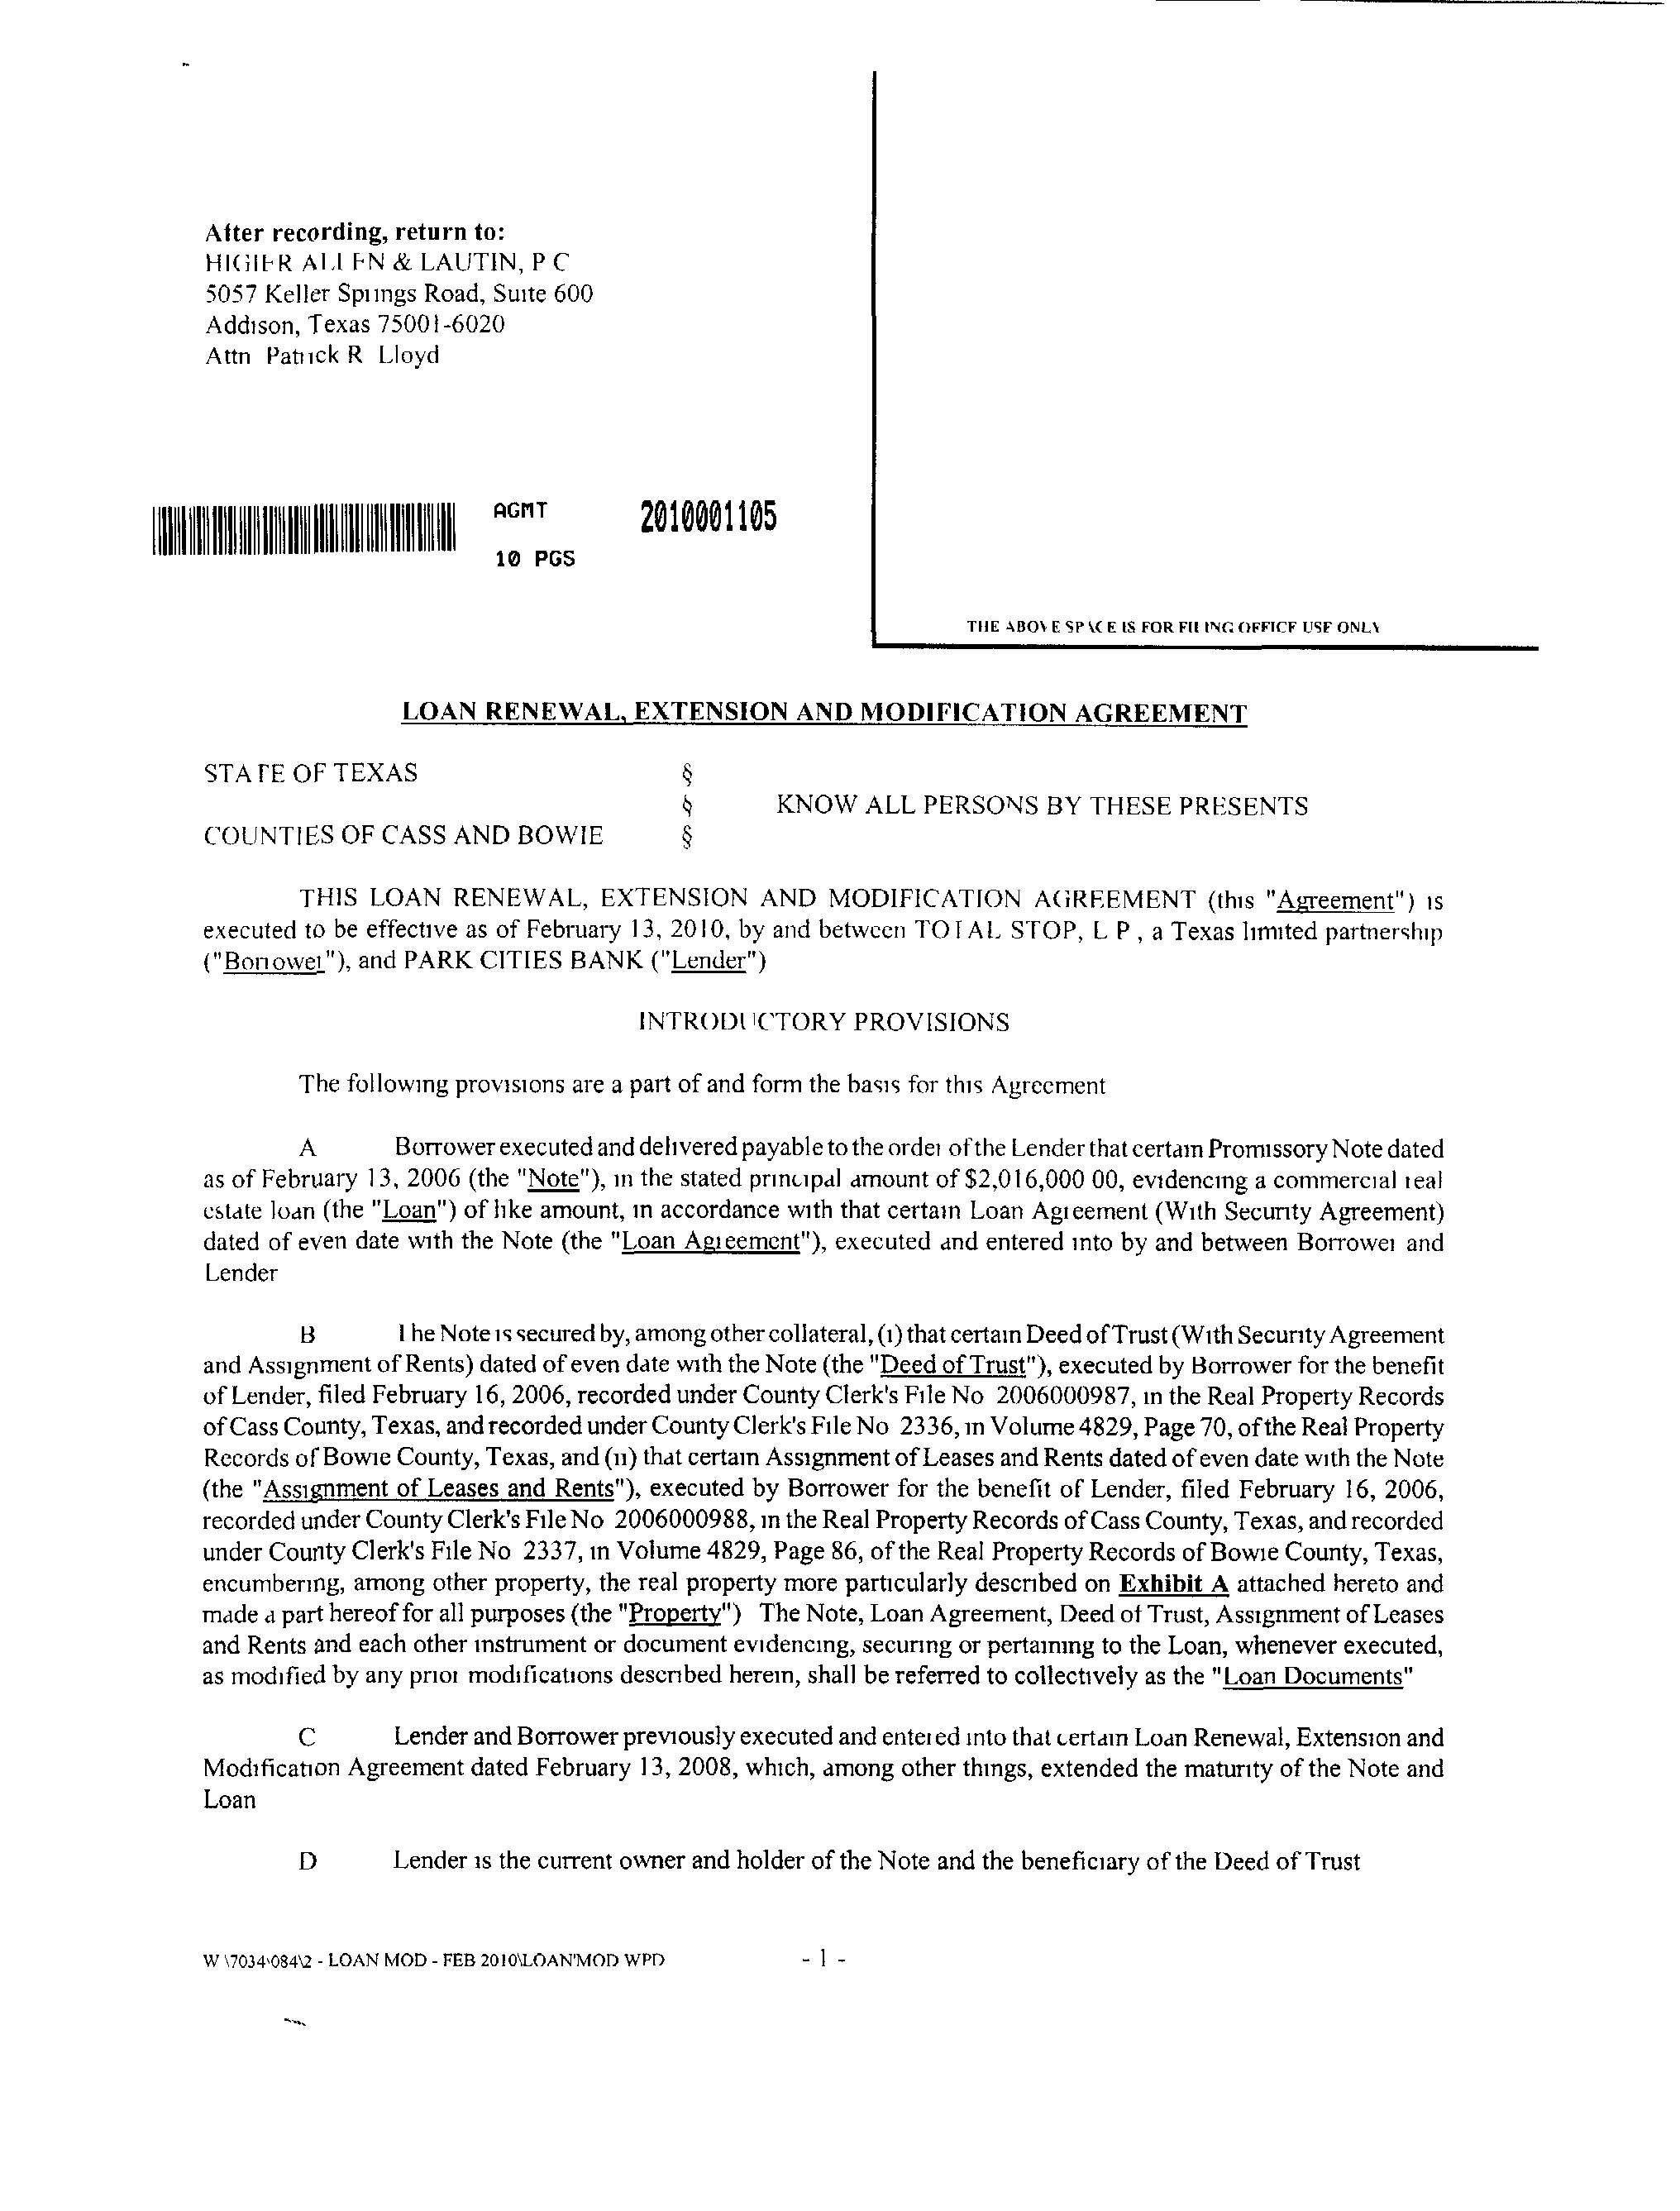 After recording, return to:
HIGIER ALLEN & LAUTIN, P C
5057 Keller Springs Road, Suite 600
Addison, Texas 75001-6020
Attn Patrick R Lloyd
AGMT 2010001105
10 PGS
THE ABOVE SPACE IS FOR FILING OFFICE USE ONLY
LOAN RENEWAL, EXTENSION AND MODIFICATION AGREEMENT
STATE OF TEXAS §
§ KNOW ALL PERSONS BY THESE PRESENTS
COUNTIES OF CASS AND BOWIE §
THIS LOAN RENEWAL, EXTENSION AND MODIFICATION AGREEMENT (this "Agreement") is
executed to be effective as of February 13, 2010, by and between TOTAL STOP, L P , a Texas limited partnership
("Borrower"), and PARK CITIES BANK ("Lender")
INTRODUCTORY PROVISIONS
The following provisions are a part of and form the basis for this Agreement
A Borrower executed and delivered payable to the order of the Lender that certain Promissory Note dated
as of February 13, 2006 (the "Note"), in the stated principal amount of $2,016,000 00, evidencing a commercial real
estate loan (the "Loan") of like amount, in accordance with that certain Loan Agreement (With Security Agreement)
dated of even date with the Note (the "Loan Agreement"), executed and entered into by and between Borrower and
Lender
B The Note is secured by, among other collateral, (i) that certain Deed of Trust (With Security Agreement
and Assignment of Rents) dated of even date with the Note (the "Deed of Trust"), executed by Borrower for the benefit
of Lender, filed February 16, 2006, recorded under County Clerk's File No 2006000987, in the Real Property Records
of Cass County, Texas, and recorded under County Clerk's File No 2336, in Volume 4829, Page 70, of the Real Property
Records of Bowie County, Texas, and (ii) that certain Assignment of Leases and Rents dated of even date with the Note
(the "Assignment of Leases and Rents"), executed by Borrower for the benefit of Lender, filed February 16, 2006,
recorded under County Clerk's File No 2006000988, in the Real Property Records of Cass County, Texas, and recorded
under County Clerk's File No 2337, in Volume 4829, Page 86, of the Real Property Records of Bowie County, Texas,
encumbering, among other property, the real property more particularly described on Exhibit A attached hereto and
made a part hereof for all purposes (the "Property") The Note, Loan Agreement, Deed of Trust, Assignment of Leases
and Rents and each other instrument or document evidencing, securing or pertaining to the Loan, whenever executed,
as modified by any prior modifications described herein, shall be referred to collectively as the "Loan Documents"
C Lender and Borrower previously executed and entered into that certain Loan Renewal, Extension and
Modification Agreement dated February 13, 2008, which, among other things, extended the maturity of the Note and
Loan
D Lender is the current owner and holder of the Note and the beneficiary of the Deed of Trust
W \7034\084\2 - LOAN MOD - FEB 2010\LOAN'MOD WPD - 1 -